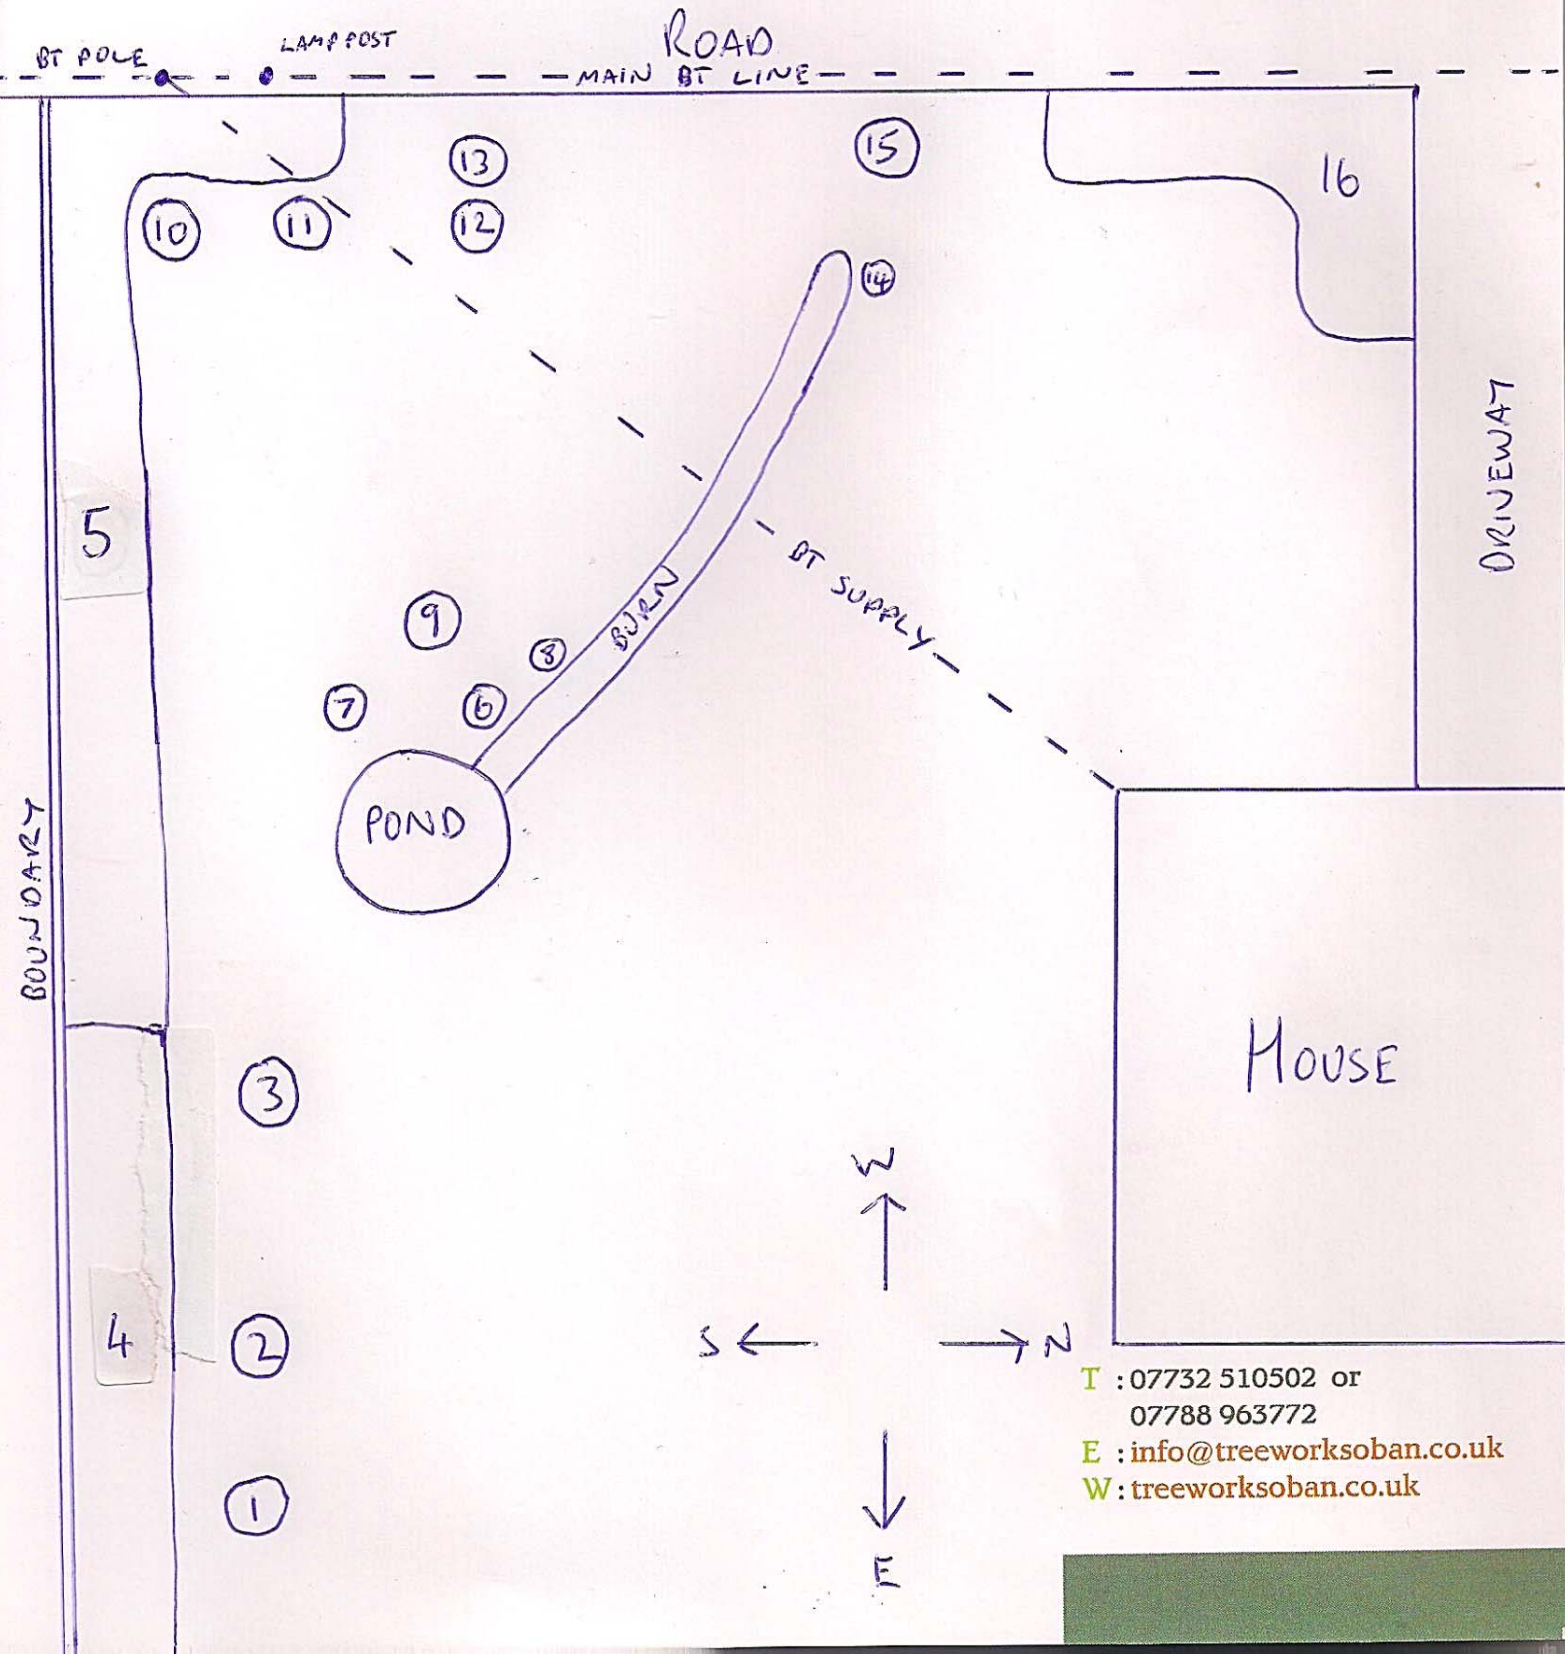 ROAD
LAMP POST
BT POLE
MAIN BT LINE
13
15
16
10
11
12
14
DRIVEWAY
5
BT SUPPLY
BURN
9
8
7
6
POND
BOUNDARY
HOUSE
3
W
4
2
S
N
T : 07732 510502 or
07788 963772
E : info@treeworksoban.co.uk
W : treeworksoban.co.uk
1
E